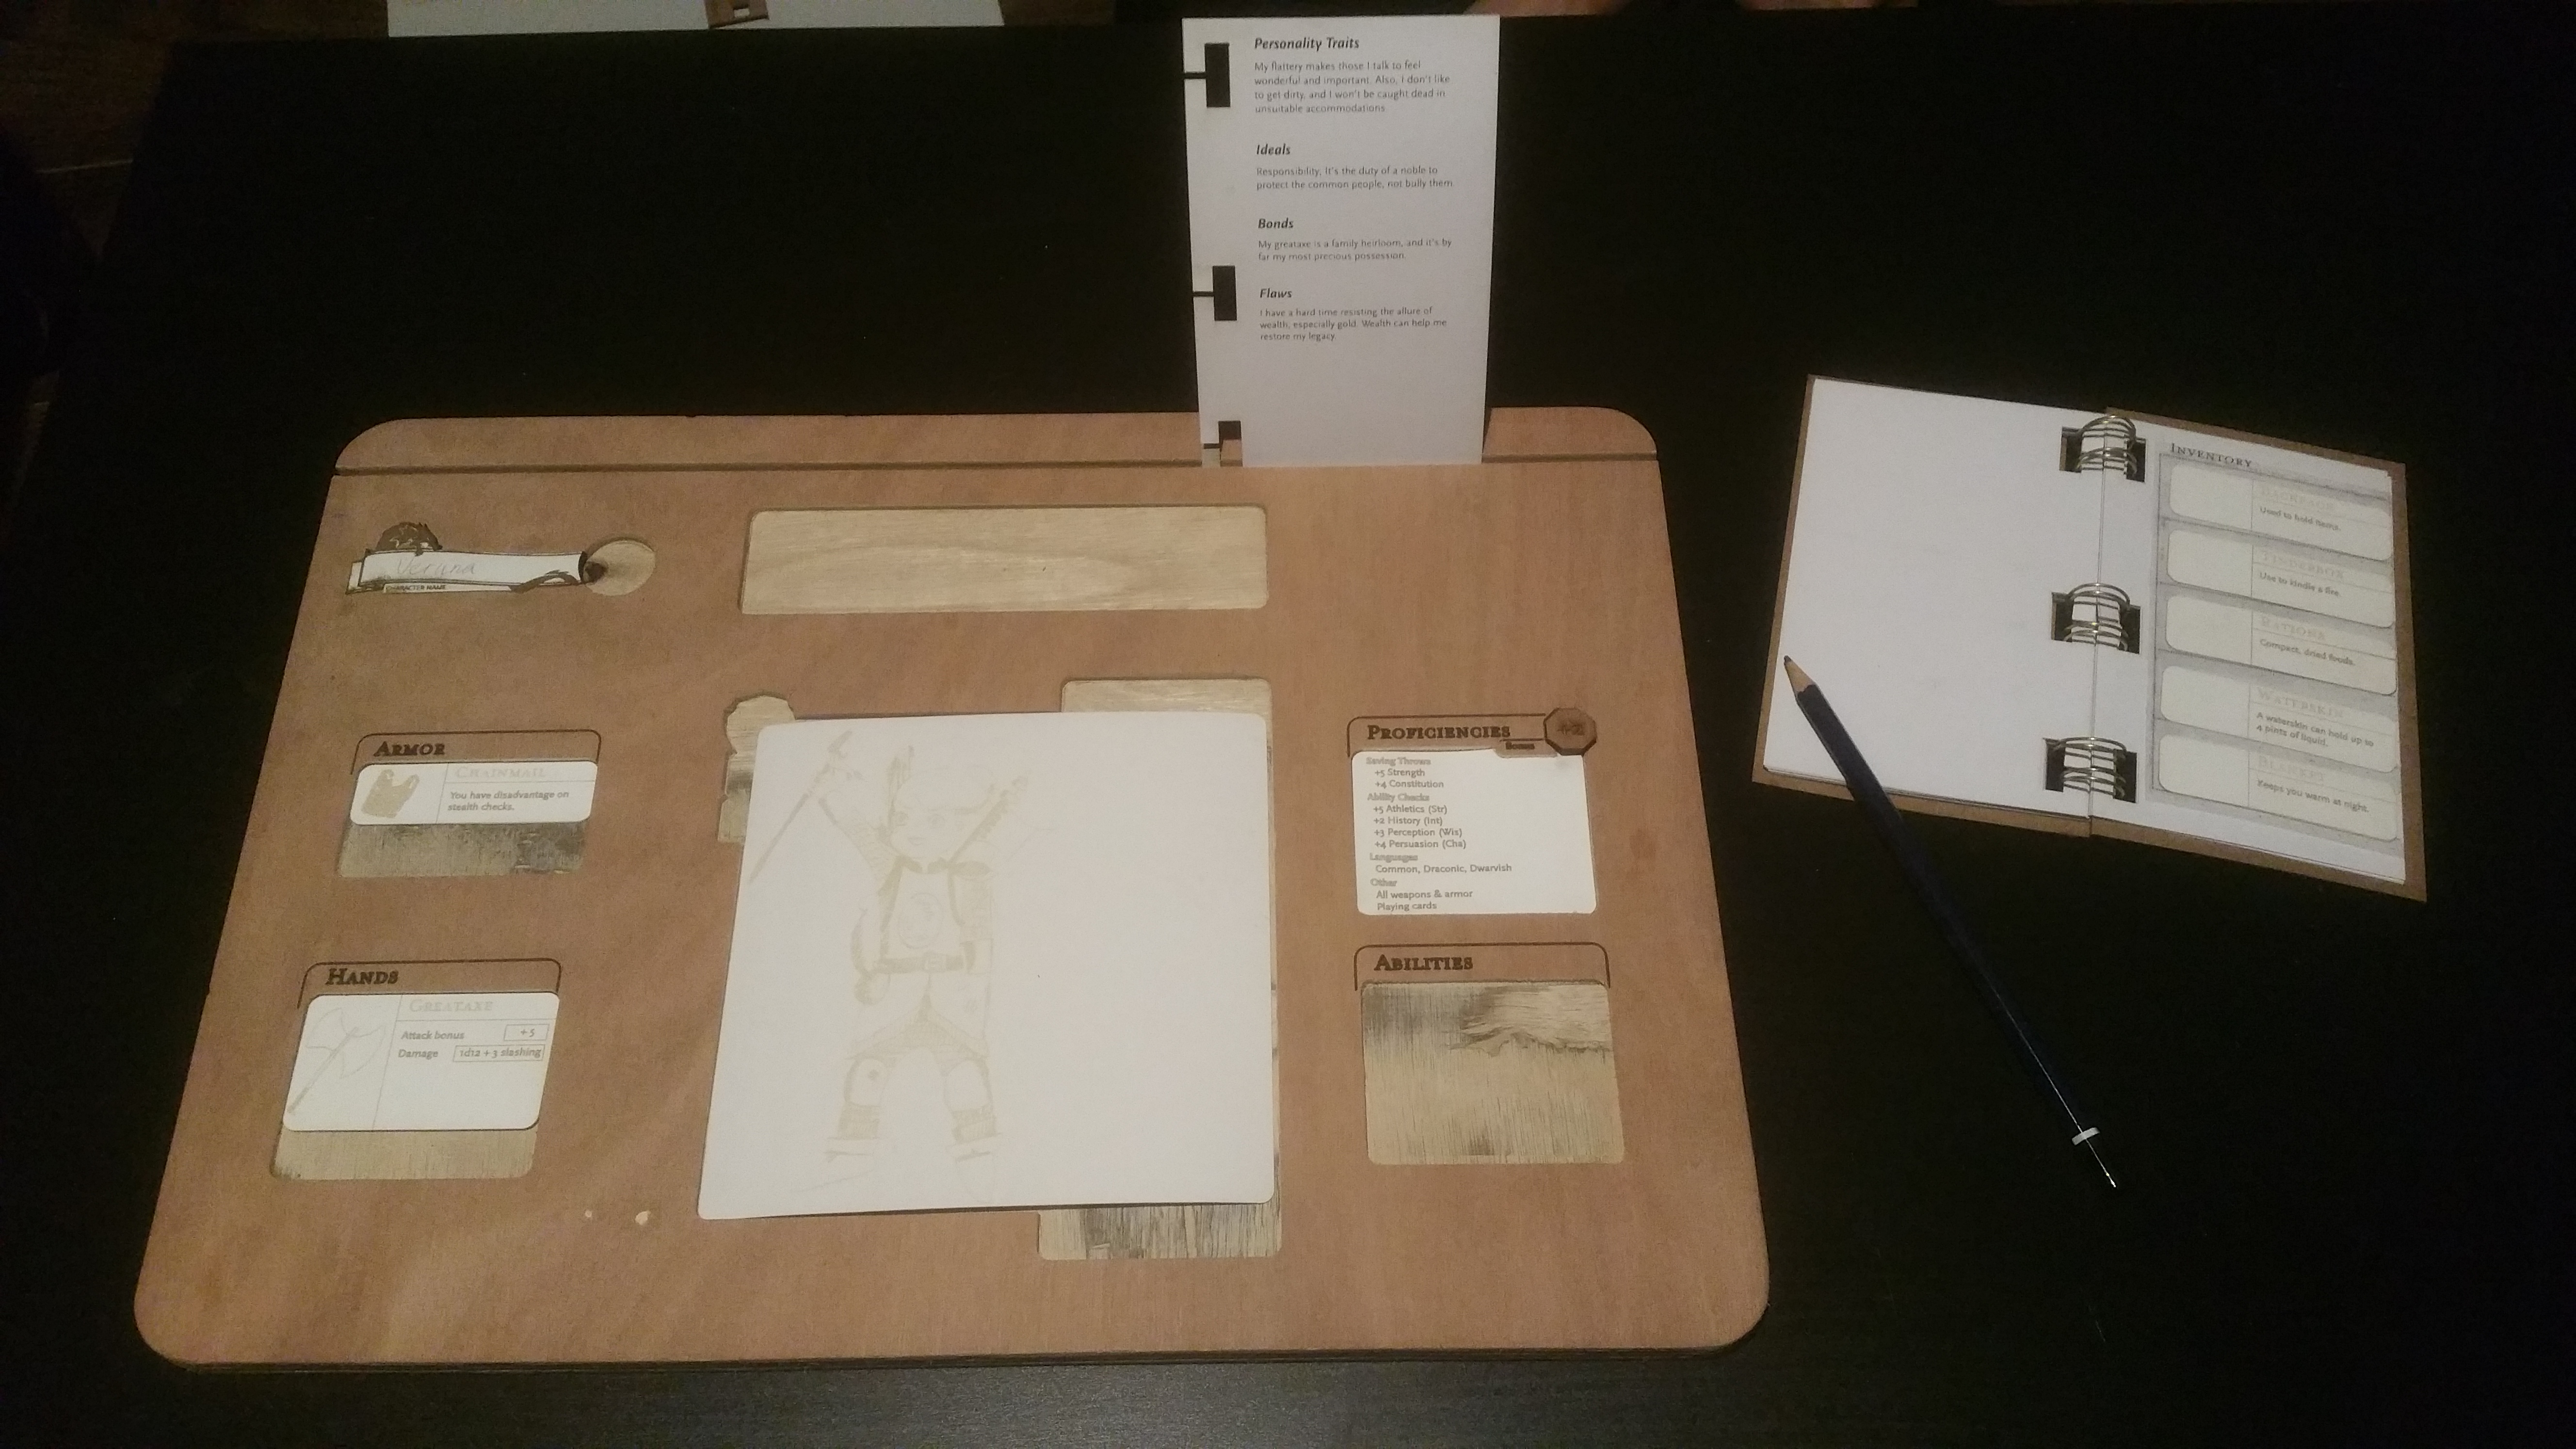 Personality Traits
My flattery makes those I talk to feel
wonderful and important. Also, I don't like
to get dirty, and I won't be caught dead in
unsuitable accommodations.
Ideals
Responsibility. It's the duty of a noble to
protect the common people, not bully them.
Bonds
My greataxe is a family heirloom, and it's by
far my most precious possession.
Flaws
I have a hard time resisting the allure of
wealth, especially gold. Wealth can help me
restore my legacy.
CHARACTER NAME
ARMOR
CHAINMAIL
You have disadvantage on
stealth checks.
HANDS
GREATAXE
Attack bonus +5
Damage 1d12 + 3 slashing
PROFICIENCIES
+2
Bonus
Saving Throws
+5 Strength
+4 Constitution
Ability Checks
+5 Athletics (Str)
+2 History (Int)
+3 Perception (Wis)
+4 Persuasion (Cha)
Languages
Common, Draconic, Dwarvish
Other
All weapons & armor
Playing cards
ABILITIES
INVENTORY
BACKPACK
Used to hold items.
TINDERBOX
Use to kindle a fire.
RATIONS
Compact, dried foods.
WATERSKIN
A waterskin can hold up to
4 pints of liquid.
BLANKET
Keeps you warm at night.